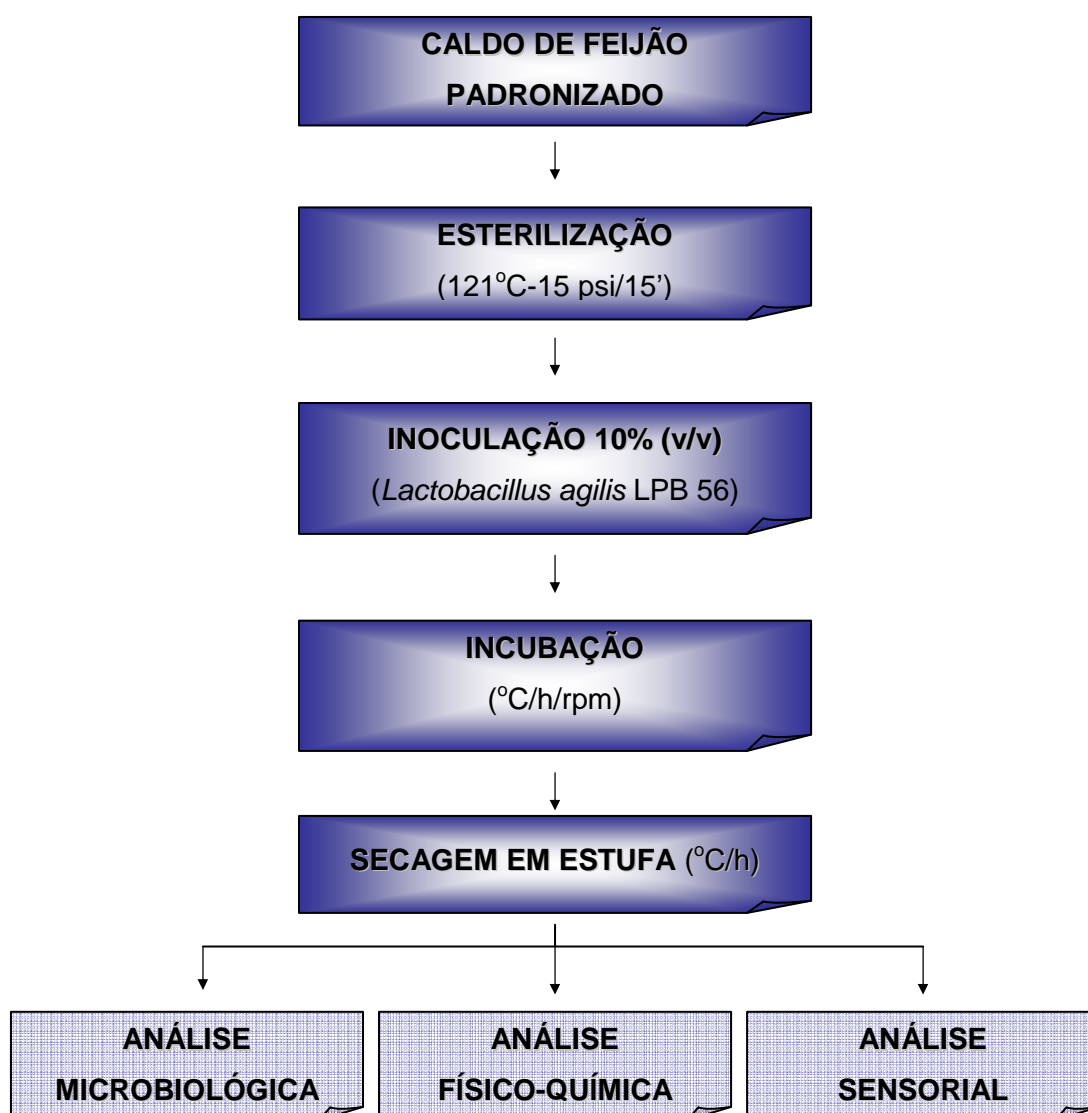 CALDO DE FEIJÃO
PADRONIZADO
ESTERILIZAÇÃO
(121°C-15 psi/15’)
INOCULAÇÃO 10% (v/v)
(Lactobacillus agilis LPB 56)
INCUBAÇÃO
(°C/h/rpm)
SECAGEM EM ESTUFA (°C/h)
ANÁLISE
MICROBIOLÓGICA
ANÁLISE
FÍSICO-QUÍMICA
ANÁLISE
SENSORIAL